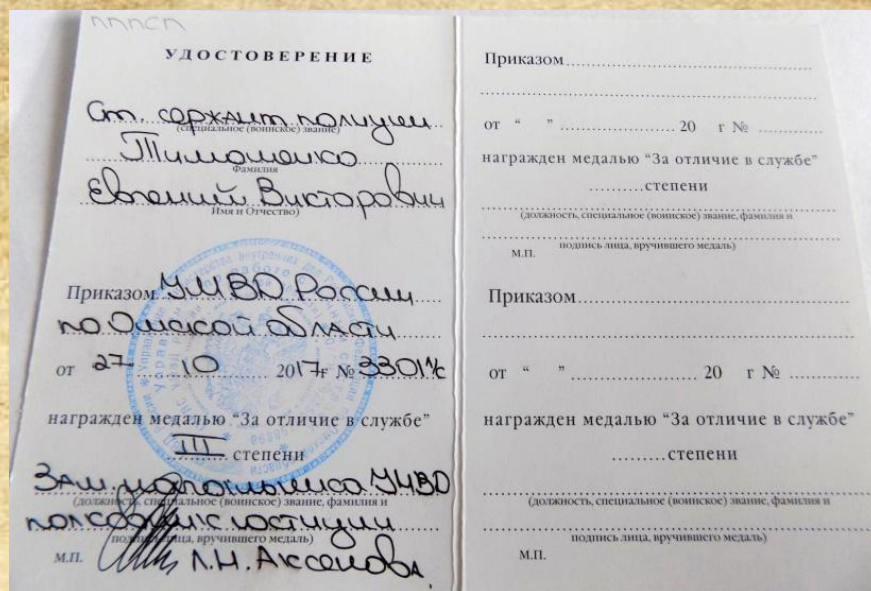 УДОСТОВЕРЕНИЕ
Ст. сержант полиции
(специальное (воинское) звание)
Тимошенко
Фамилия
Евгений Викторович
Имя и Отчество)
Приказом УМВД России
по Омской области
от 27 10 2017г № 3301 л/с
награжден медалью “За отличие в службе”
III степени
Зам. начальника УМВД
(должность, специальное (воинское) звание, фамилия и
полковник юстиции
подпись лица, вручившего медаль)
М.П. Л.Н. Аксенова
Приказом
от “ ” 20 г №
награжден медалью “За отличие в службе”
степени
(должность, специальное (воинское) звание, фамилия и
подпись лица, вручившего медаль)
М.П.
Приказом
от “ ” 20 г №
награжден медалью “За отличие в службе”
степени
(должность, специальное (воинское) звание, фамилия и
подпись лица, вручившего медаль)
М.П.